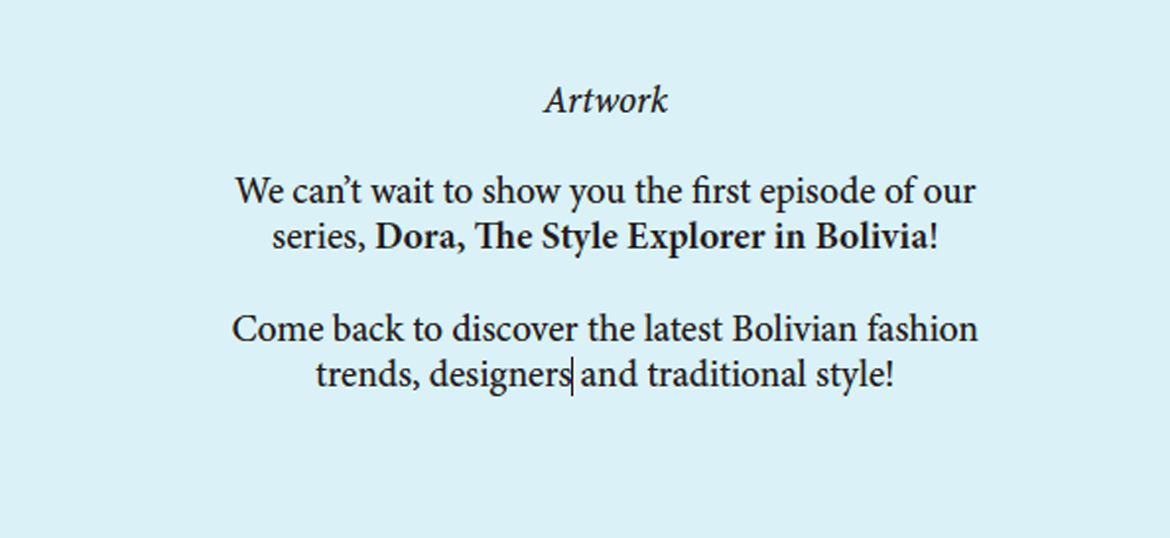 Artwork
We can’t wait to show you the first episode of our
series, Dora, The Style Explorer in Bolivia!
Come back to discover the latest Bolivian fashion
trends, designers and traditional style!